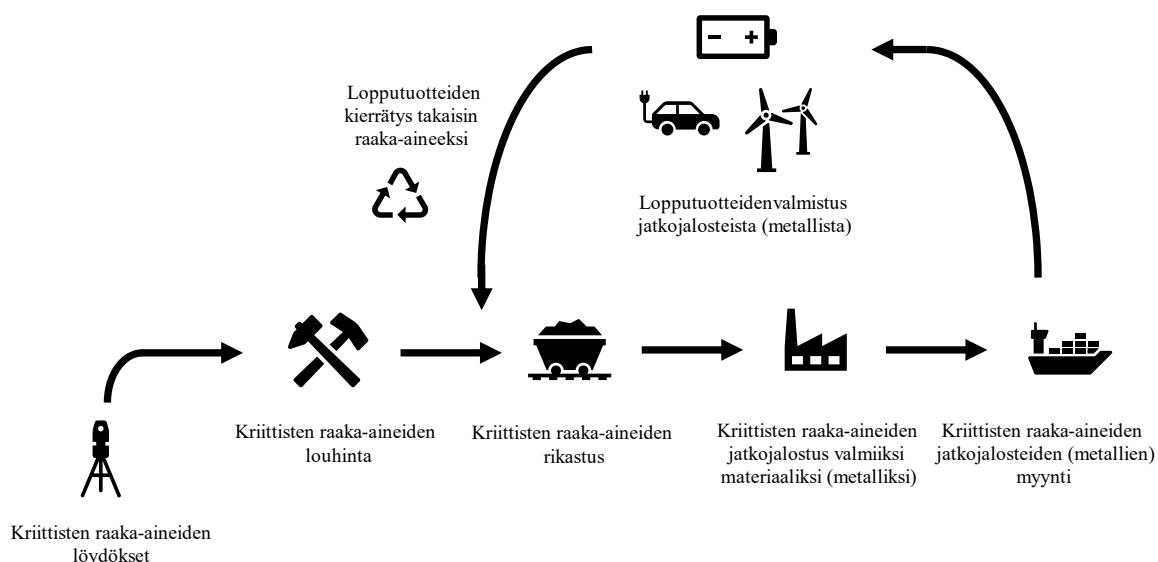 Lopputuotteiden
kierrätys takaisin
raaka-aineeksi
Lopputuotteidenvalmistus
jatkojalosteista (metallista)
Kriittisten raaka-aineiden
louhinta
Kriittisten raaka-aineiden
rikastus
Kriittisten raaka-aineiden
jatkojalostus valmiiksi
materiaaliksi (metalliksi)
Kriittisten raaka-aineiden
jatkojalosteiden (metallien)
myynti
Kriittisten raaka-aineiden
löydökset